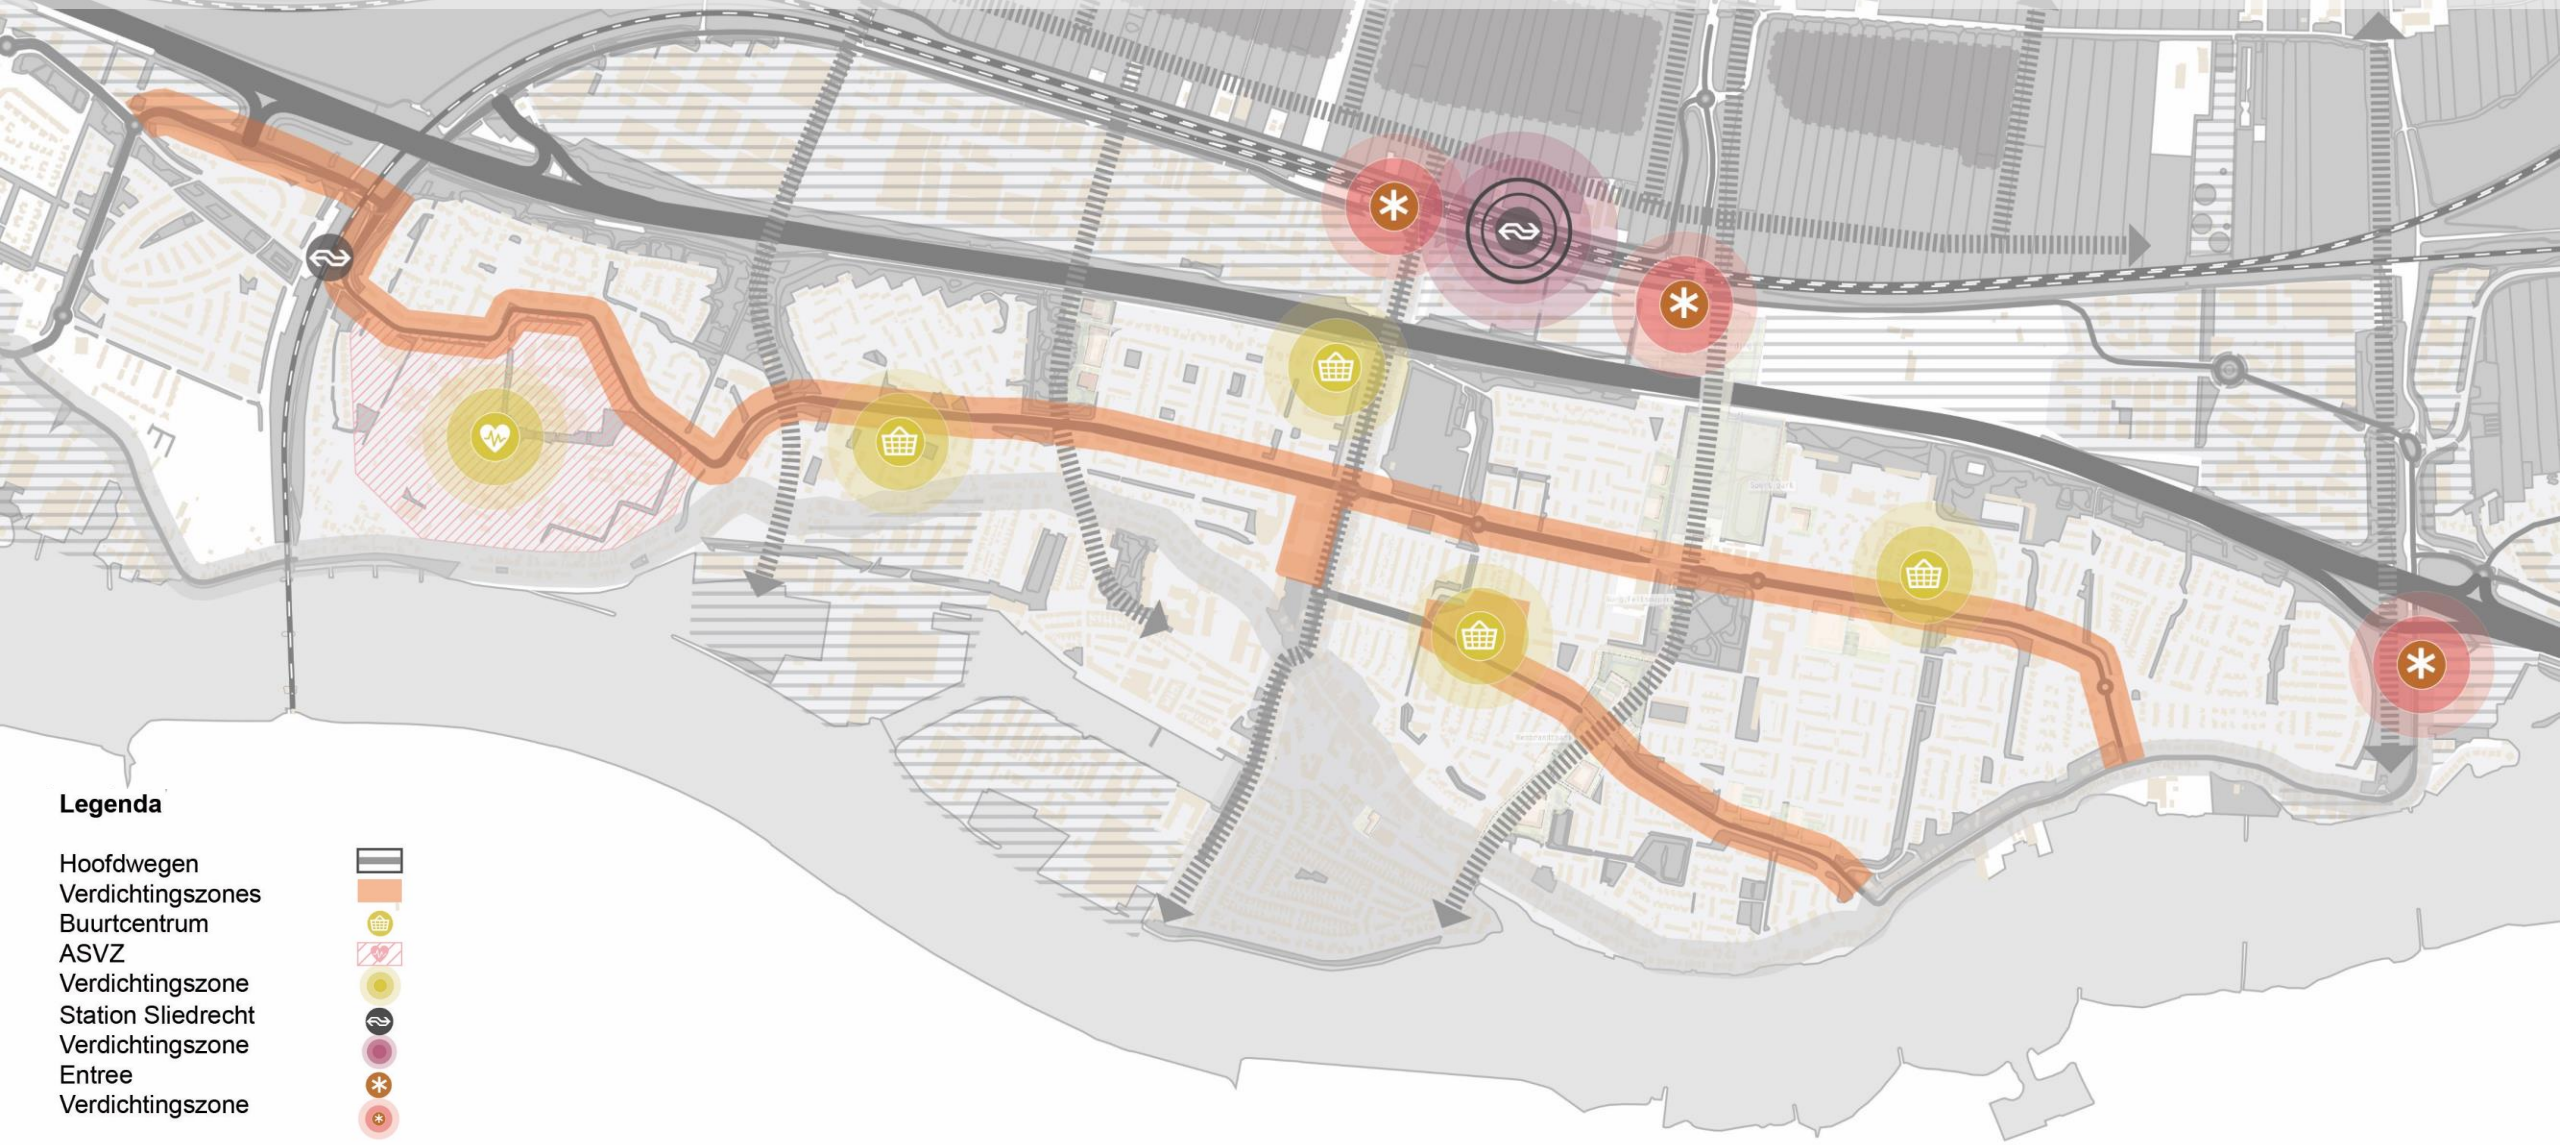 Legenda
Hoofdwegen
Verdichtingszones
Buurtcentrum
ASVZ
Verdichtingszone
Station Sliedrecht
Verdichtingszone
Entree
Verdichtingszone